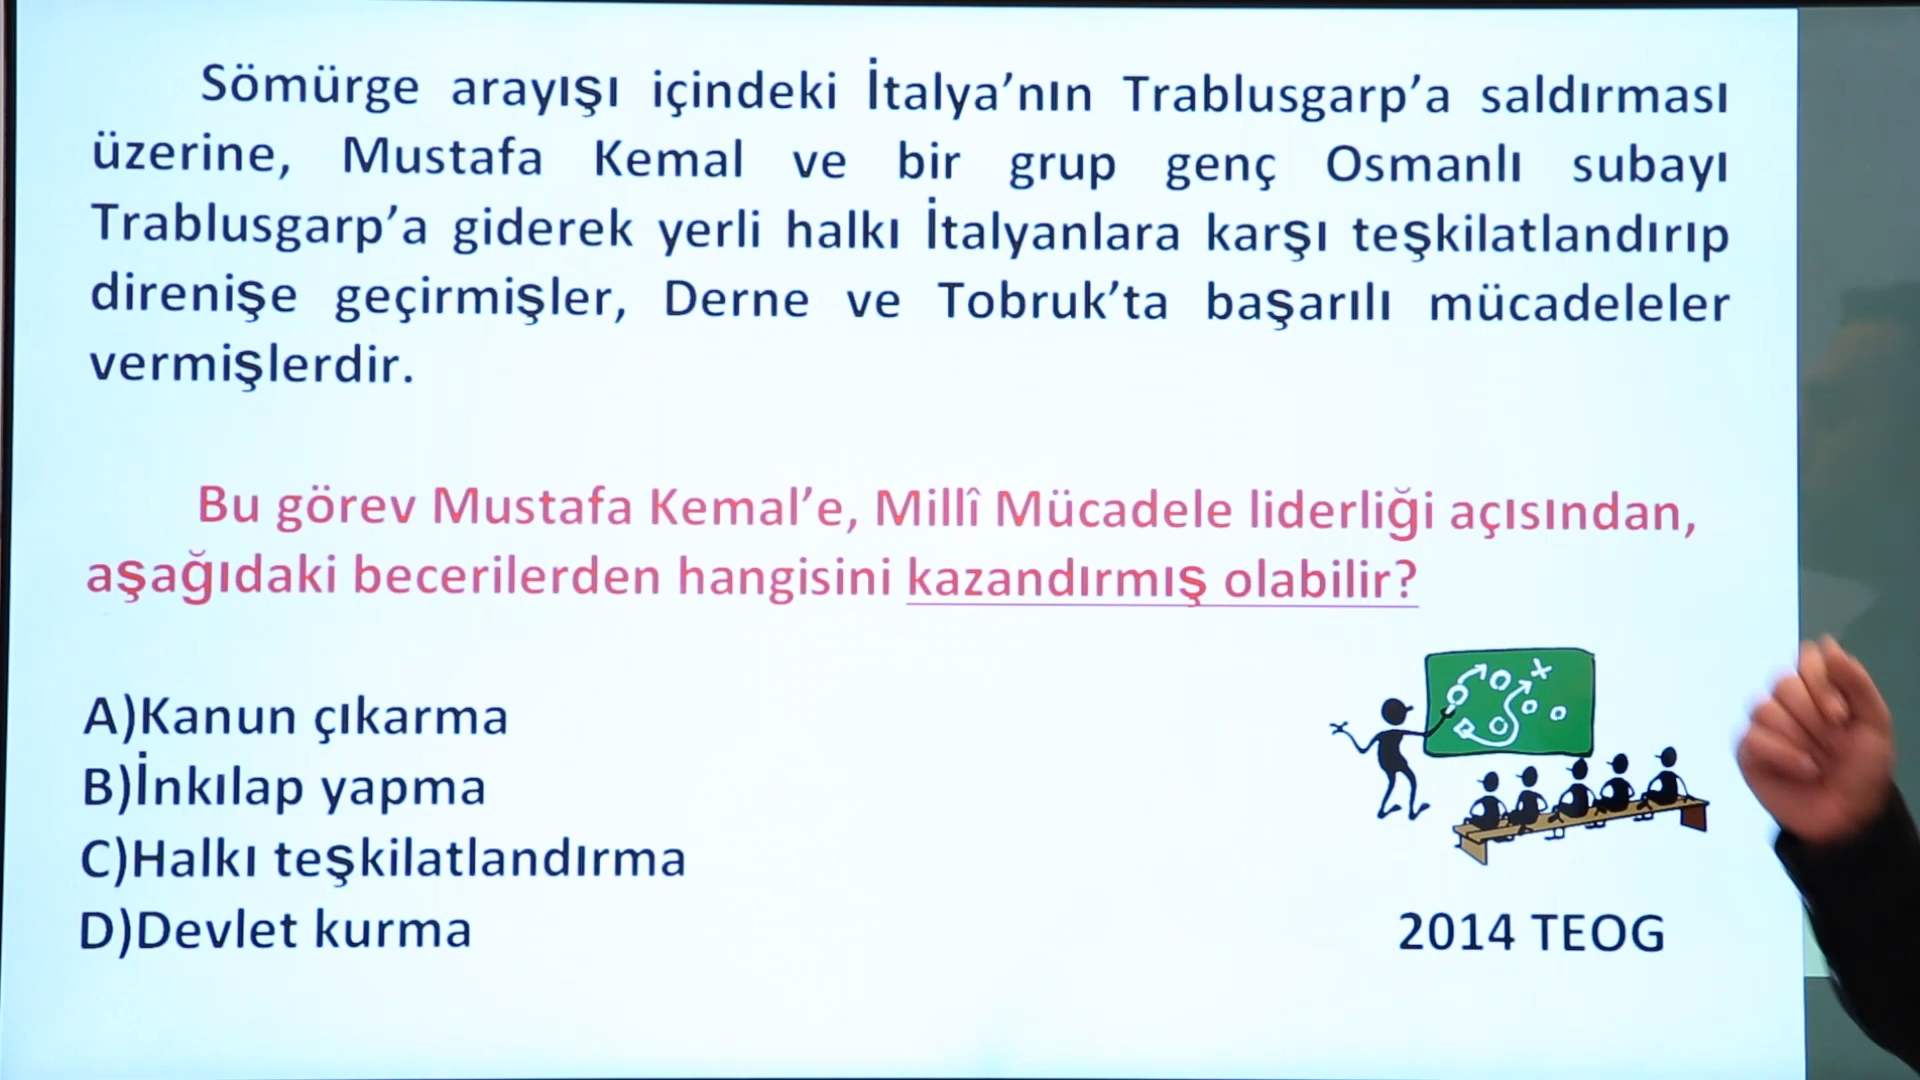 Sömürge arayışı içindeki İtalya’nın Trablusgarp’a saldırması
üzerine, Mustafa Kemal ve bir grup genç Osmanlı subayı
Trablusgarp’a giderek yerli halkı İtalyanlara karşı teşkilatlandırıp
direnişe geçirmişler, Derne ve Tobruk’ta başarılı mücadeleler
vermişlerdir.
Bu görev Mustafa Kemal’e, Millî Mücadele liderliği açısından,
aşağıdaki becerilerden hangisini kazandırmış olabilir?
A)Kanun çıkarma
B)İnkılap yapma
C)Halkı teşkilatlandırma
D)Devlet kurma
2014 TEOG